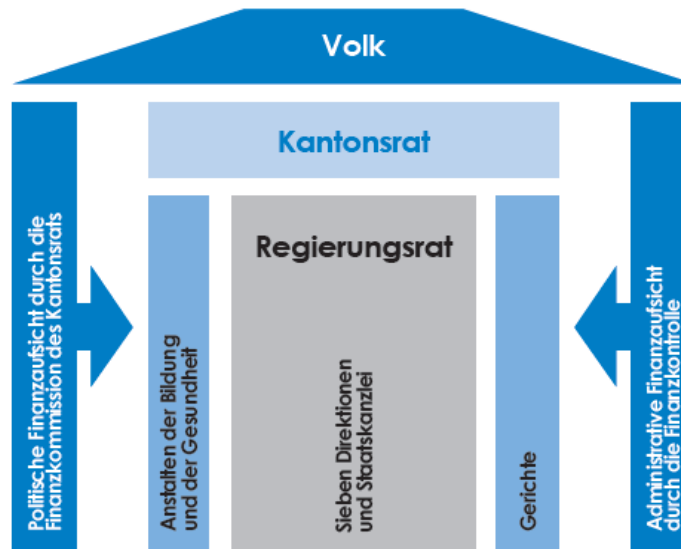 Volk
Kantonsrat
Regierungsrat
Politische Finanzaufsicht durch die
Finanzkommission des Kantonsrats
Anstalten der Bildung
und der Gesundheit
Sieben Direktionen
und Staatskanzlei
Gerichte
Administrative Finanzaufsicht
durch die Finanzkontrolle